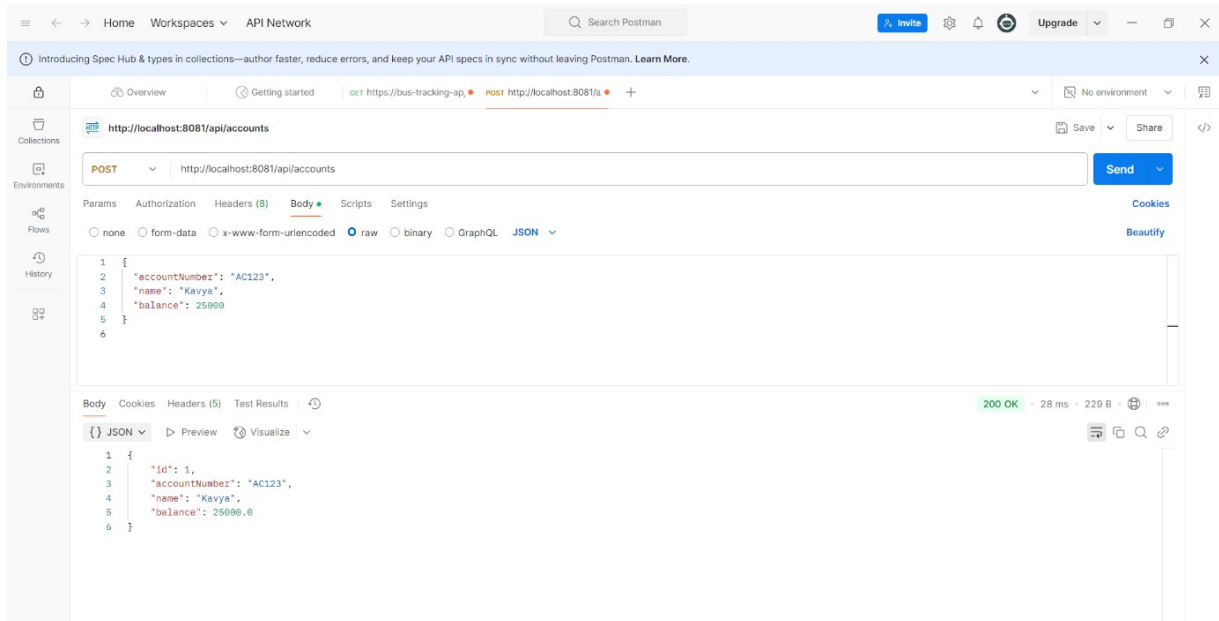 Home Workspaces API Network Search Postman Invite Upgrade
Introducing Spec Hub & types in collections—author faster, reduce errors, and keep your API specs in sync without leaving Postman. Learn More.
Overview Getting started GET https://bus-tracking-ap, POST http://localhost:8081/a + No environment
Collections
Environments
Flows
History
HTTP http://localhost:8081/api/accounts Save Share </>
POST http://localhost:8081/api/accounts Send
Params Authorization Headers (8) Body Scripts Settings Cookies
none form-data x-www-form-urlencoded raw binary GraphQL JSON Beautify
1 {
2 "accountNumber": "AC123",
3 "name": "Kavya",
4 "balance": 25000
5 }
6
Body Cookies Headers (5) Test Results 200 OK 28 ms 229 B
{} JSON Preview Visualize
1 {
2 "id": 1,
3 "accountNumber": "AC123",
4 "name": "Kavya",
5 "balance": 25000.0
6 }